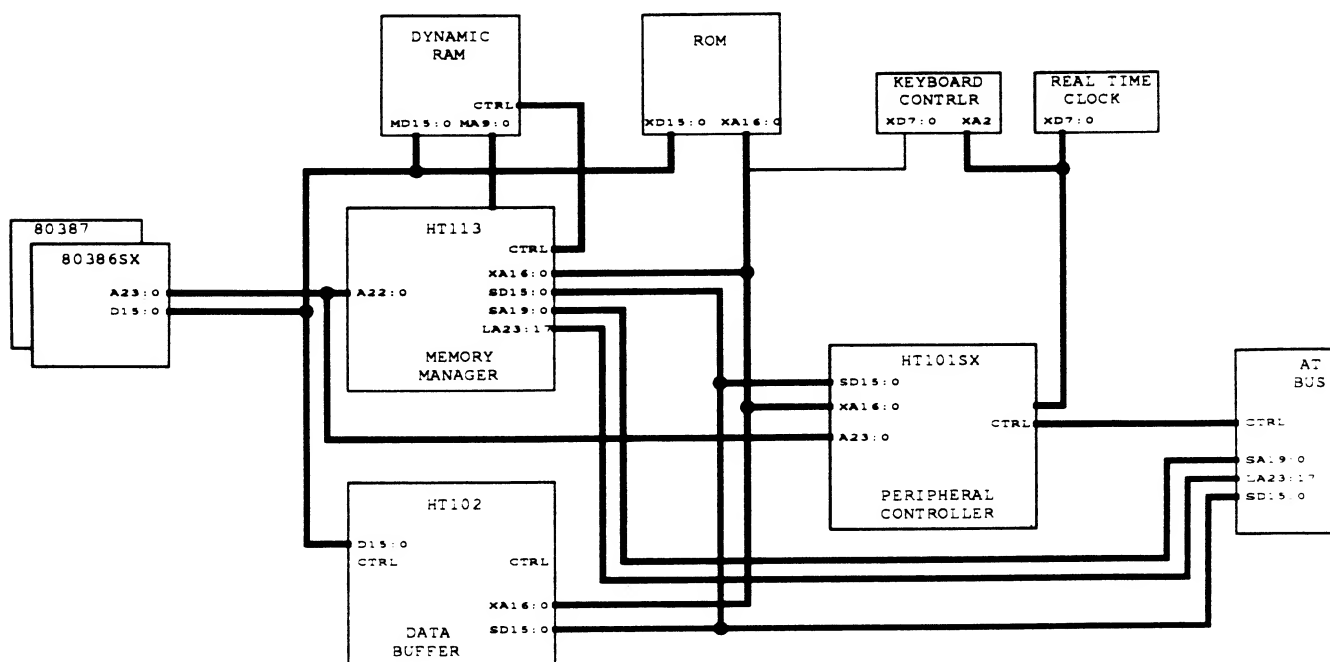 DYNAMIC
RAM
CTRL
MD15:0 MA9:0
ROM
XD15:0 XA16:0
KEYBOARD
CONTRLR
XD7:0 XA2
REAL TIME
CLOCK
XD7:0
80387
80386SX
A23:0
D15:0
HT113
CTRL
XA16:0
A22:0
SD15:0
SA19:0
LA23:17
MEMORY
MANAGER
HT101SX
SD15:0
XA16:0
CTRL
A23:0
PERIPHERAL
CONTROLLER
AT
BUS
CTRL
SA19:0
LA23:17
SD15:0
HT102
D15:0
CTRL
CTRL
XA16:0
SD15:0
DATA
BUFFER